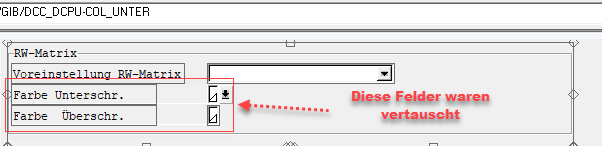 /GIB/DCC_DCPU-COL_UNTER
RW-Matrix
Voreinstellung RW-Matrix
Farbe Unterschr.
Farbe  Überschr.
Diese Felder waren
vertauscht